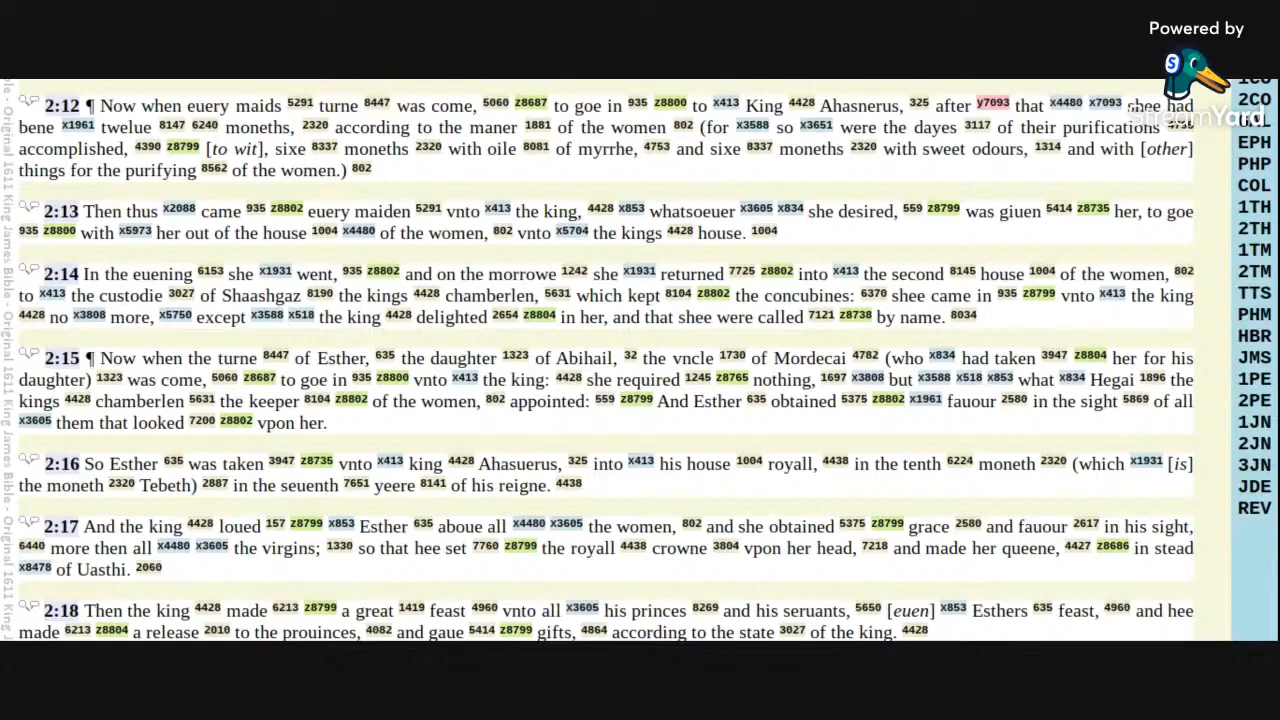 Powered by
StreamYard
2:12 ¶ Now when euery maids 5291 turne 8447 was come, 5060 z8687 to goe in 935 z8800 to x413 King 4428 Ahasnerus, 325 after y7093 that x4480 x7093 shee had
bene x1961 twelue 8147 6240 moneths, 2320 according to the maner 1881 of the women 802 (for x3588 so x3651 were the dayes 3117 of their purifications 4795
accomplished, 4390 z8799 [to wit], sixe 8337 moneths 2320 with oile 8081 of myrrhe, 4753 and sixe 8337 moneths 2320 with sweet odours, 1314 and with [other]
things for the purifying 8562 of the women.) 802
2:13 Then thus x2088 came 935 z8802 euery maiden 5291 vnto x413 the king, 4428 x853 whatsoeuer x3605 x834 she desired, 559 z8799 was giuen 5414 z8735 her, to goe
935 z8800 with x5973 her out of the house 1004 x4480 of the women, 802 vnto x5704 the kings 4428 house. 1004
2:14 In the euening 6153 she x1931 went, 935 z8802 and on the morrowe 1242 she x1931 returned 7725 z8802 into x413 the second 8145 house 1004 of the women, 802
to x413 the custodie 3027 of Shaashgaz 8190 the kings 4428 chamberlen, 5631 which kept 8104 z8802 the concubines: 6370 shee came in 935 z8799 vnto x413 the king
4428 no x3808 more, x5750 except x3588 x518 the king 4428 delighted 2654 z8804 in her, and that shee were called 7121 z8738 by name. 8034
2:15 ¶ Now when the turne 8447 of Esther, 635 the daughter 1323 of Abihail, 32 the vncle 1730 of Mordecai 4782 (who x834 had taken 3947 z8804 her for his
daughter) 1323 was come, 5060 z8687 to goe in 935 z8800 vnto x413 the king: 4428 she required 1245 z8765 nothing, 1697 x3808 but x3588 x518 x853 what x834 Hegai 1896 the
kings 4428 chamberlen 5631 the keeper 8104 z8802 of the women, 802 appointed: 559 z8799 And Esther 635 obtained 5375 z8802 x1961 fauour 2580 in the sight 5869 of all
x3605 them that looked 7200 z8802 vpon her.
2:16 So Esther 635 was taken 3947 z8735 vnto x413 king 4428 Ahasuerus, 325 into x413 his house 1004 royall, 4438 in the tenth 6224 moneth 2320 (which x1931 [is]
the moneth 2320 Tebeth) 2887 in the seuenth 7651 yeere 8141 of his reigne. 4438
2:17 And the king 4428 loued 157 z8799 x853 Esther 635 aboue all x4480 x3605 the women, 802 and she obtained 5375 z8799 grace 2580 and fauour 2617 in his sight,
6440 more then all x4480 x3605 the virgins; 1330 so that hee set 7760 z8799 the royall 4438 crowne 3804 vpon her head, 7218 and made her queene, 4427 z8686 in stead
x8478 of Uasthi. 2060
2:18 Then the king 4428 made 6213 z8799 a great 1419 feast 4960 vnto all x3605 his princes 8269 and his seruants, 5650 [euen] x853 Esthers 635 feast, 4960 and hee
made 6213 z8804 a release 2010 to the prouinces, 4082 and gaue 5414 z8799 gifts, 4864 according to the state 3027 of the king. 4428
2CO
EPH
PHP
COL
1TH
2TH
1TM
2TM
TTS
PHM
HBR
JMS
1PE
2PE
1JN
2JN
3JN
JDE
REV
Bible - Original 1611 King James Bible - Original 1611 King J